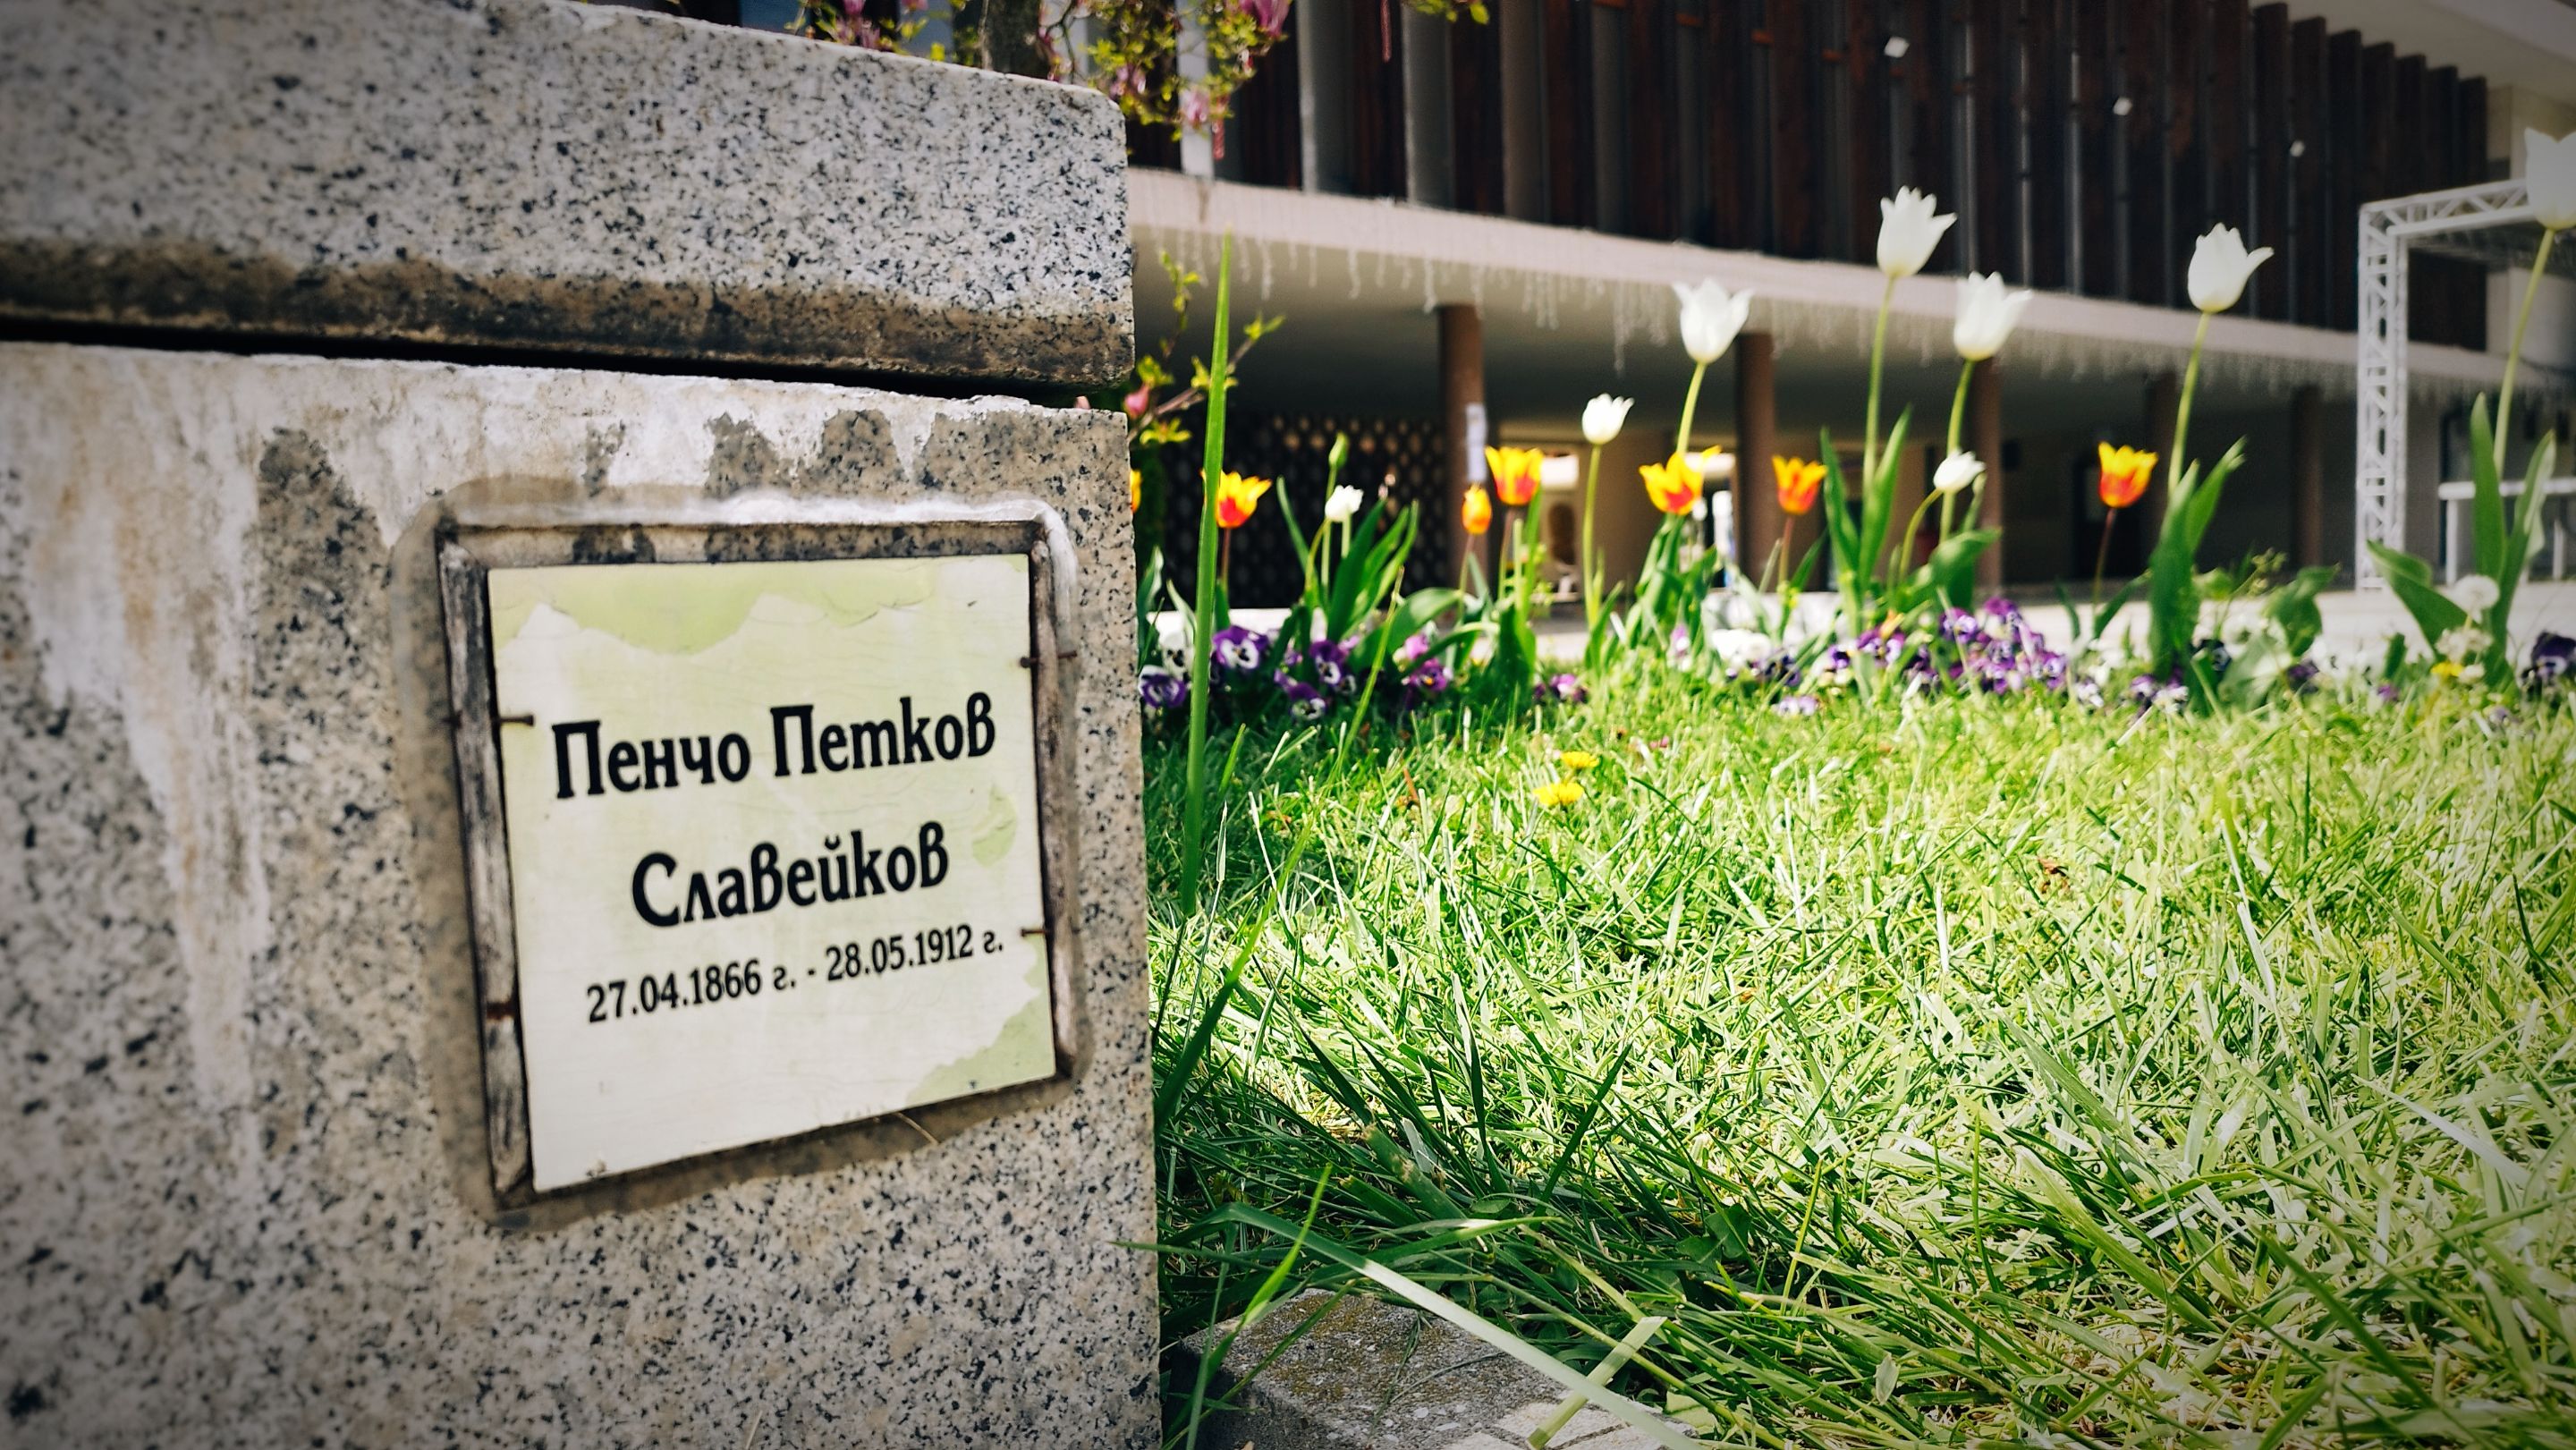 Пенчо Петков
Славейков
27.04.1866 г. - 28.05.1912 г.